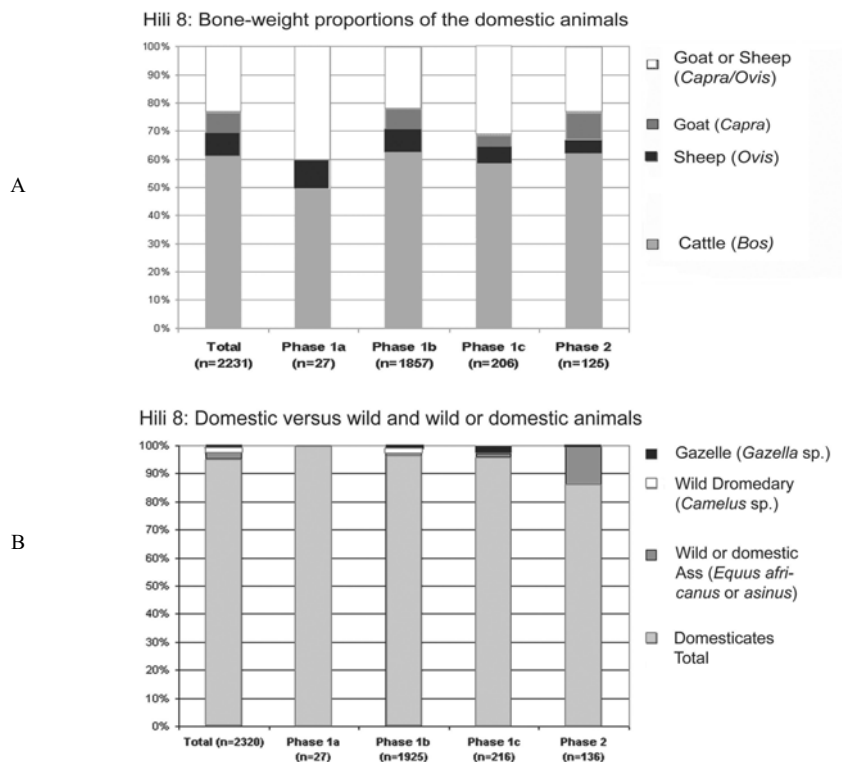 Hili 8: Bone-weight proportions of the domestic animals
A
100%
90%
80%
70%
60%
50%
40%
30%
20%
10%
0%
Total
(n=2231)
Phase 1a
(n=27)
Phase 1b
(n=1857)
Phase 1c
(n=206)
Phase 2
(n=125)
Goat or Sheep
(Capra/Ovis)
Goat (Capra)
Sheep (Ovis)
Cattle (Bos)
Hili 8: Domestic versus wild and wild or domestic animals
B
100%
90%
80%
70%
60%
50%
40%
30%
20%
10%
0%
Total (n=2320)
Phase 1a
(n=27)
Phase 1b
(n=1925)
Phase 1c
(n=216)
Phase 2
(n=136)
Gazelle (Gazella sp.)
Wild Dromedary
(Camelus sp.)
Wild or domestic
Ass (Equus afri-
canus or asinus)
Domesticates
Total